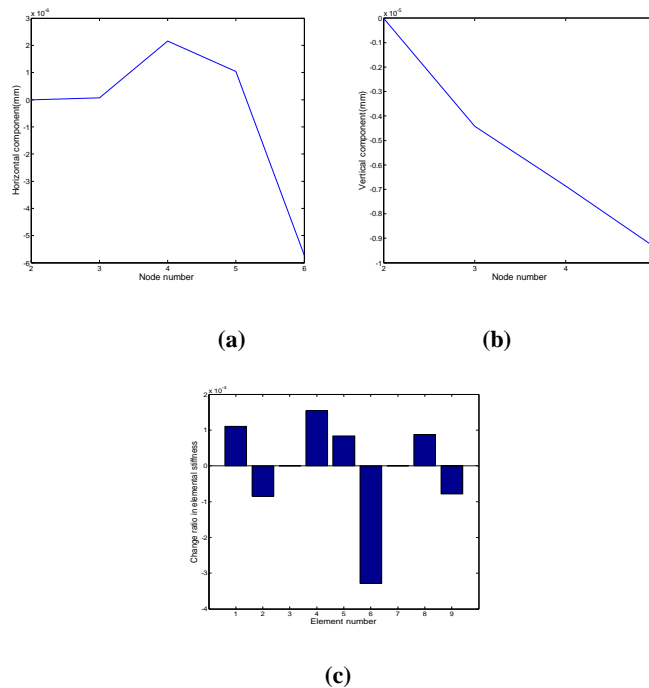 x 10⁻⁶
3
2
1
0
-1
-2
-3
-4
-5
-6
2 3 4 5 6
Horizontal component(mm)
Node number
x 10⁻⁵
0
-0.1
-0.2
-0.3
-0.4
-0.5
-0.6
-0.7
-0.8
-0.9
-1
2 3 4
Vertical component(mm)
Node number
(a)
(b)
x 10⁻⁴
2
1
0
-1
-2
-3
-4
1 2 3 4 5 6 7 8 9
Change ratio in elemental stiffness
Element number
(c)